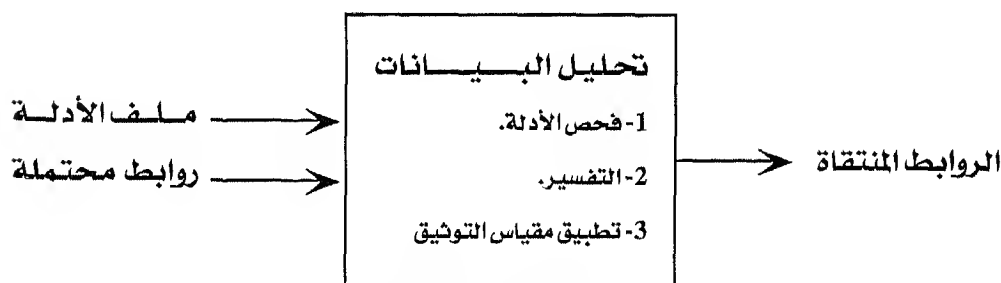 تحليل البيانات
ملف الأدلة
1- فحص الأدلة.
الروابط المنتقاة
روابط محتملة
2- التفسير.
3- تطبيق مقياس التوثيق